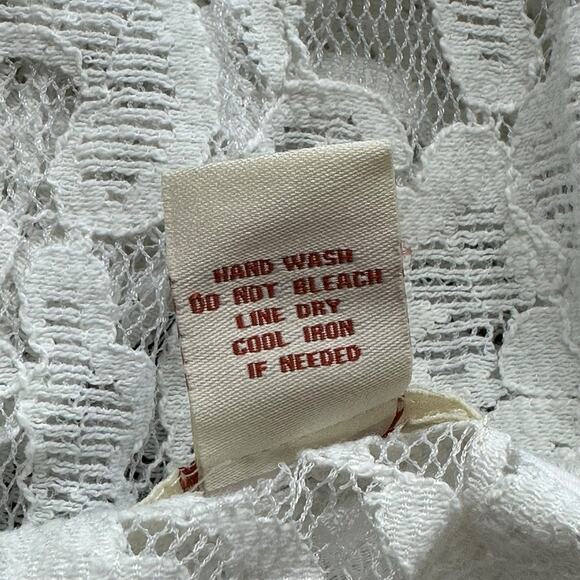 HAND WASH
DO NOT BLEACH
LINE DRY
COOL IRON
IF NEEDED